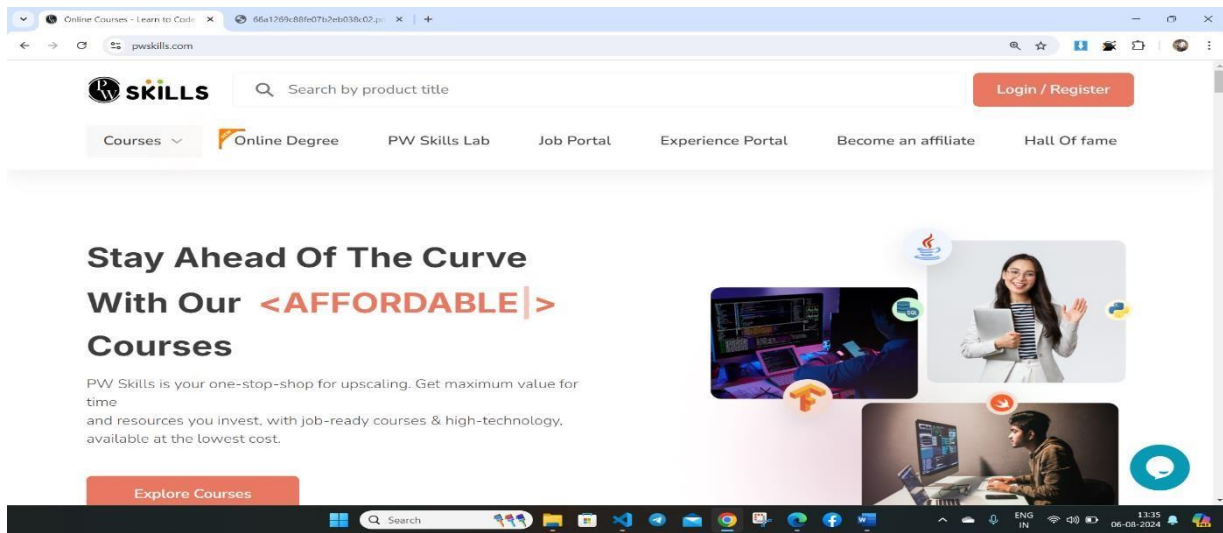 Online Courses - Learn to Code
66a1269c88fe07b2eb038c02.pd
pwskills.com
PW SKILLS
Search by product title
Login / Register
Courses
Online Degree
PW Skills Lab
Job Portal
Experience Portal
Become an affiliate
Hall Of fame
Stay Ahead Of The Curve
With Our <AFFORDABLE|>
Courses
PW Skills is your one-stop-shop for upscaling. Get maximum value for
time
and resources you invest, with job-ready courses & high-technology,
available at the lowest cost.
Explore Courses
SQL
Search
ENG
IN
13:35
06-08-2024